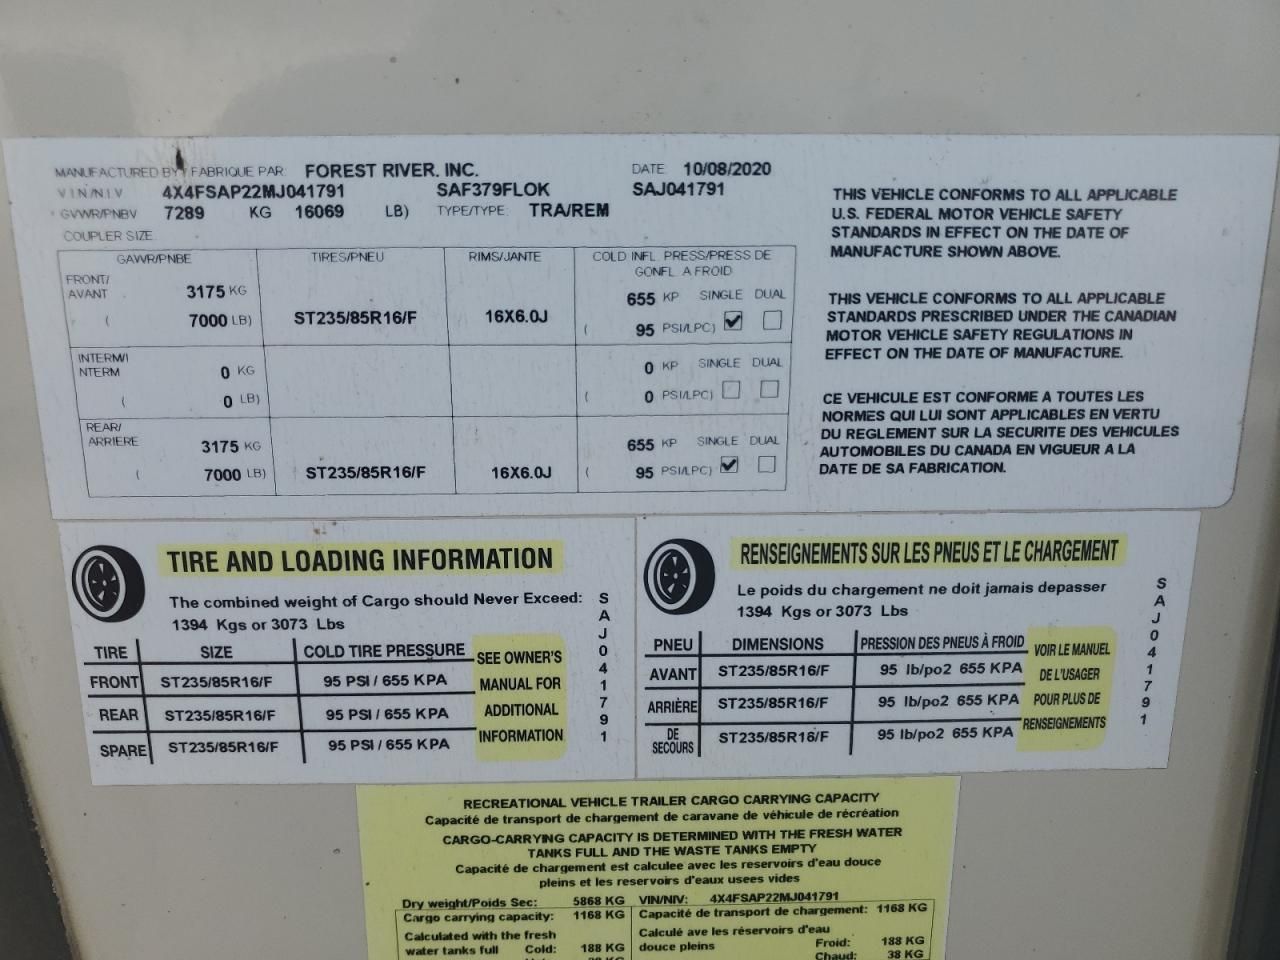 MANUFACTURED BY / FABRIQUE PAR: FOREST RIVER. INC. DATE: 10/08/2020
VIN/NIV 4X4FSAP22MJ041791 SAF379FLOK SAJ041791
GVWR/PNBV 7289 KG 16069 LB) TYPE/TYPE: TRA/REM
COUPLER SIZE
GAWR/PNBE TIRES/PNEU RIMS/JANTE COLD INFL. PRESS/PRESS DE
GONFL. A FROID
FRONT/
AVANT 3175 KG 655 KP SINGLE DUAL
( 7000 LB) ST235/85R16/F 16X6.0J ( 95 PSI/LPC)
INTERM/I
NTERM 0 KG 0 KP SINGLE DUAL
( 0 LB) ( 0 PSI/LPC)
REAR/
ARRIERE 3175 KG 655 KP SINGLE DUAL
( 7000 LB) ST235/85R16/F 16X6.0J ( 95 PSI/LPC)
THIS VEHICLE CONFORMS TO ALL APPLICABLE
U.S. FEDERAL MOTOR VEHICLE SAFETY
STANDARDS IN EFFECT ON THE DATE OF
MANUFACTURE SHOWN ABOVE.
THIS VEHICLE CONFORMS TO ALL APPLICABLE
STANDARDS PRESCRIBED UNDER THE CANADIAN
MOTOR VEHICLE SAFETY REGULATIONS IN
EFFECT ON THE DATE OF MANUFACTURE.
CE VEHICULE EST CONFORME A TOUTES LES
NORMES QUI LUI SONT APPLICABLES EN VERTU
DU REGLEMENT SUR LA SECURITE DES VEHICULES
AUTOMOBILES DU CANADA EN VIGUEUR A LA
DATE DE SA FABRICATION.
TIRE AND LOADING INFORMATION
The combined weight of Cargo should Never Exceed:
1394 Kgs or 3073 Lbs
TIRE SIZE COLD TIRE PRESSURE
FRONT ST235/85R16/F 95 PSI / 655 KPA
REAR ST235/85R16/F 95 PSI / 655 KPA
SPARE ST235/85R16/F 95 PSI / 655 KPA
SEE OWNER'S
MANUAL FOR
ADDITIONAL
INFORMATION
SAJ041791
RENSEIGNEMENTS SUR LES PNEUS ET LE CHARGEMENT
Le poids du chargement ne doit jamais depasser
1394 Kgs or 3073 Lbs
PNEU DIMENSIONS PRESSION DES PNEUS À FROID
AVANT ST235/85R16/F 95 lb/po2 655 KPA
ARRIÈRE ST235/85R16/F 95 lb/po2 655 KPA
DE
SECOURS ST235/85R16/F 95 lb/po2 655 KPA
VOIR LE MANUEL
DE L'USAGER
POUR PLUS DE
RENSEIGNEMENTS
SAJ041791
RECREATIONAL VEHICLE TRAILER CARGO CARRYING CAPACITY
Capacité de transport de chargement de caravane de véhicule de récréation
CARGO-CARRYING CAPACITY IS DETERMINED WITH THE FRESH WATER
TANKS FULL AND THE WASTE TANKS EMPTY
Capacité de chargement est calculee avec les reservoirs d'eau douce
pleins et les reservoirs d'eaux usees vides
Dry weight/Poids Sec: 5868 KG VIN/NIV: 4X4FSAP22MJ041791
Cargo carrying capacity: 1168 KG
Calculated with the fresh
water tanks full Cold: 188 KG
Capacité de transport de chargement: 1168 KG
Calculé ave les réservoirs d'eau
douce pleins Froid: 188 KG
Chaud: 38 KG